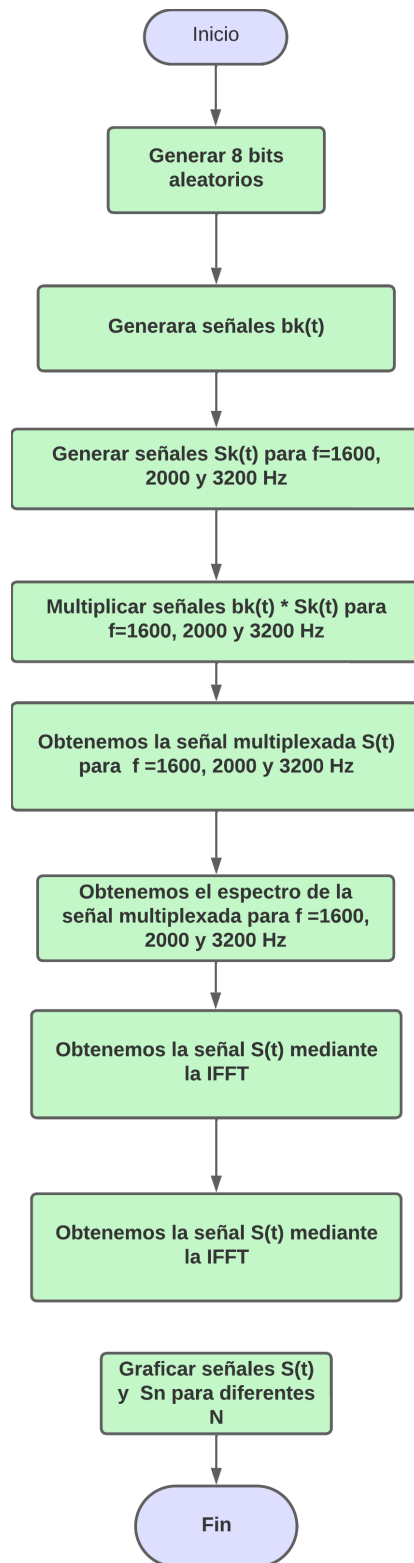 Inicio
Generar 8 bits
aleatorios
Generara señales bk(t)
Generar señales Sk(t) para f=1600,
2000 y 3200 Hz
Multiplicar señales bk(t) * Sk(t) para
f=1600, 2000 y 3200 Hz
Obtenemos la señal multiplexada S(t)
para f =1600, 2000 y 3200 Hz
Obtenemos el espectro de la
señal multiplexada para f =1600,
2000 y 3200 Hz
Obtenemos la señal S(t) mediante
la IFFT
Obtenemos la señal S(t) mediante
la IFFT
Graficar señales S(t)
y Sn para diferentes
N
Fin